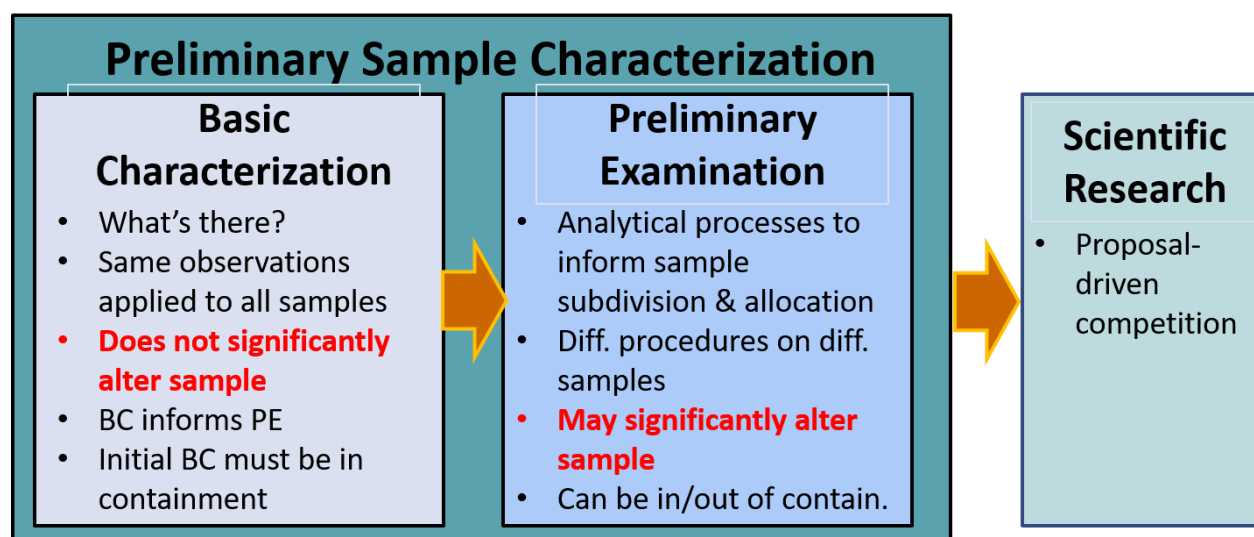 Preliminary Sample Characterization
Basic
Characterization
• What's there?
• Same observations
applied to all samples
• Does not significantly
alter sample
• BC informs PE
• Initial BC must be in
containment
Preliminary
Examination
• Analytical processes to
inform sample
subdivision & allocation
• Diff. procedures on diff.
samples
• May significantly alter
sample
• Can be in/out of contain.
Scientific
Research
• Proposal-
driven
competition